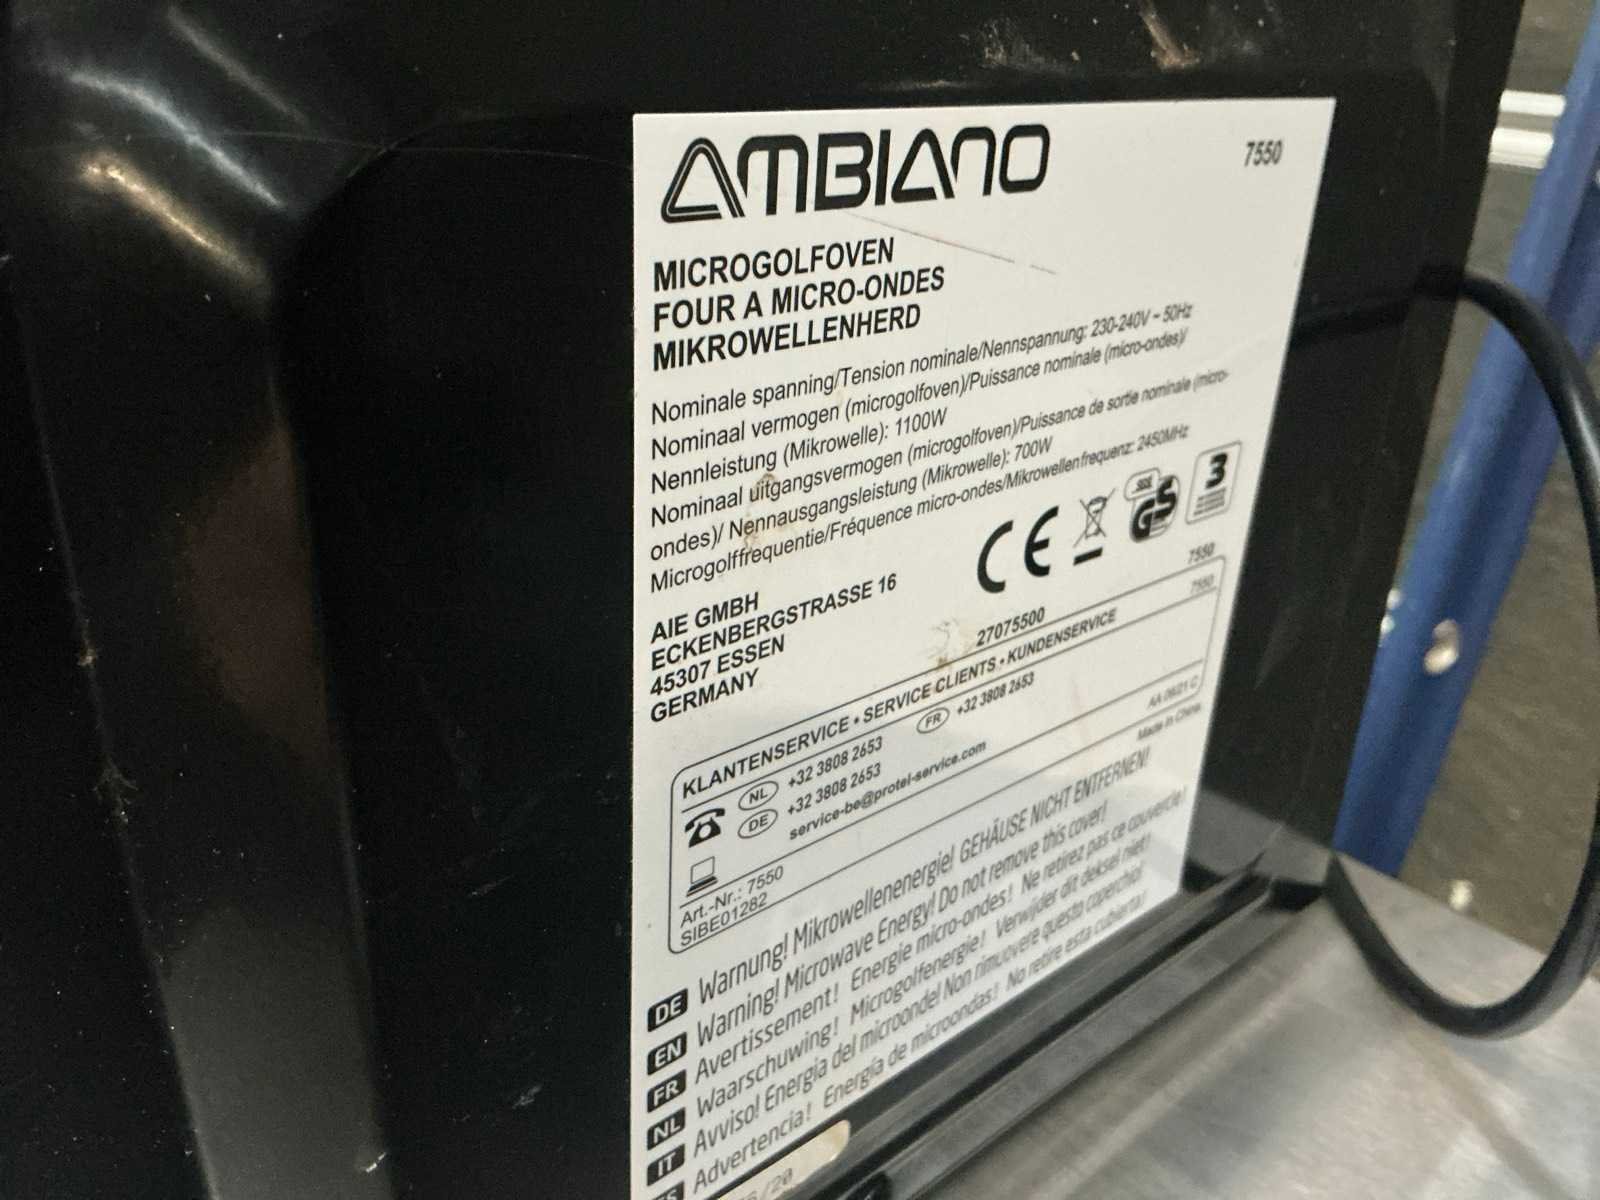 AMBIANO
7550
MICROGOLFOVEN
FOUR A MICRO-ONDES
MIKROWELLENHERD
Nominale spanning/Tension nominale/Nennspannung: 230-240V ~ 50Hz
Nominaal vermogen (microgolfoven)/Puissance nominale (micro-ondes)/
Nennleistung (Mikrowelle): 1100W
Nominaal uitgangsvermogen (microgolfoven)/Puissance de sortie nominale (micro-
ondes)/ Nennausgangsleistung (Mikrowelle): 700W
Microgolffrequentie/Fréquence micro-ondes/Mikrowellenfrequenz: 2450MHz
CE
GS
3
AIE GMBH
ECKENBERGSTRASSE 16
45307 ESSEN
GERMANY
27075500
7550
KLANTENSERVICE • SERVICE CLIENTS • KUNDENSERVICE
7550
NL +32 3808 2653
FR +32 3808 2653
DE +32 3808 2653
service-be@protel-service.com
Art.-Nr.: 7550
AA 06/21 C
SIBE01282
Made in China
DE Warnung! Mikrowellenenergie! GEHÄUSE NICHT ENTFERNEN!
EN Warning! Microwave Energy! Do not remove this cover!
FR Avertissement! Energie micro-ondes! Ne retirez pas ce couvercle!
NL Waarschuwing! Microgolfenergie! Verwijder dit deksel niet!
IT Avviso! Energia del microonde! Non rimuovere questo coperchio!
ES Advertencia! Energía de microondas! No retire esta cubierta!
/20